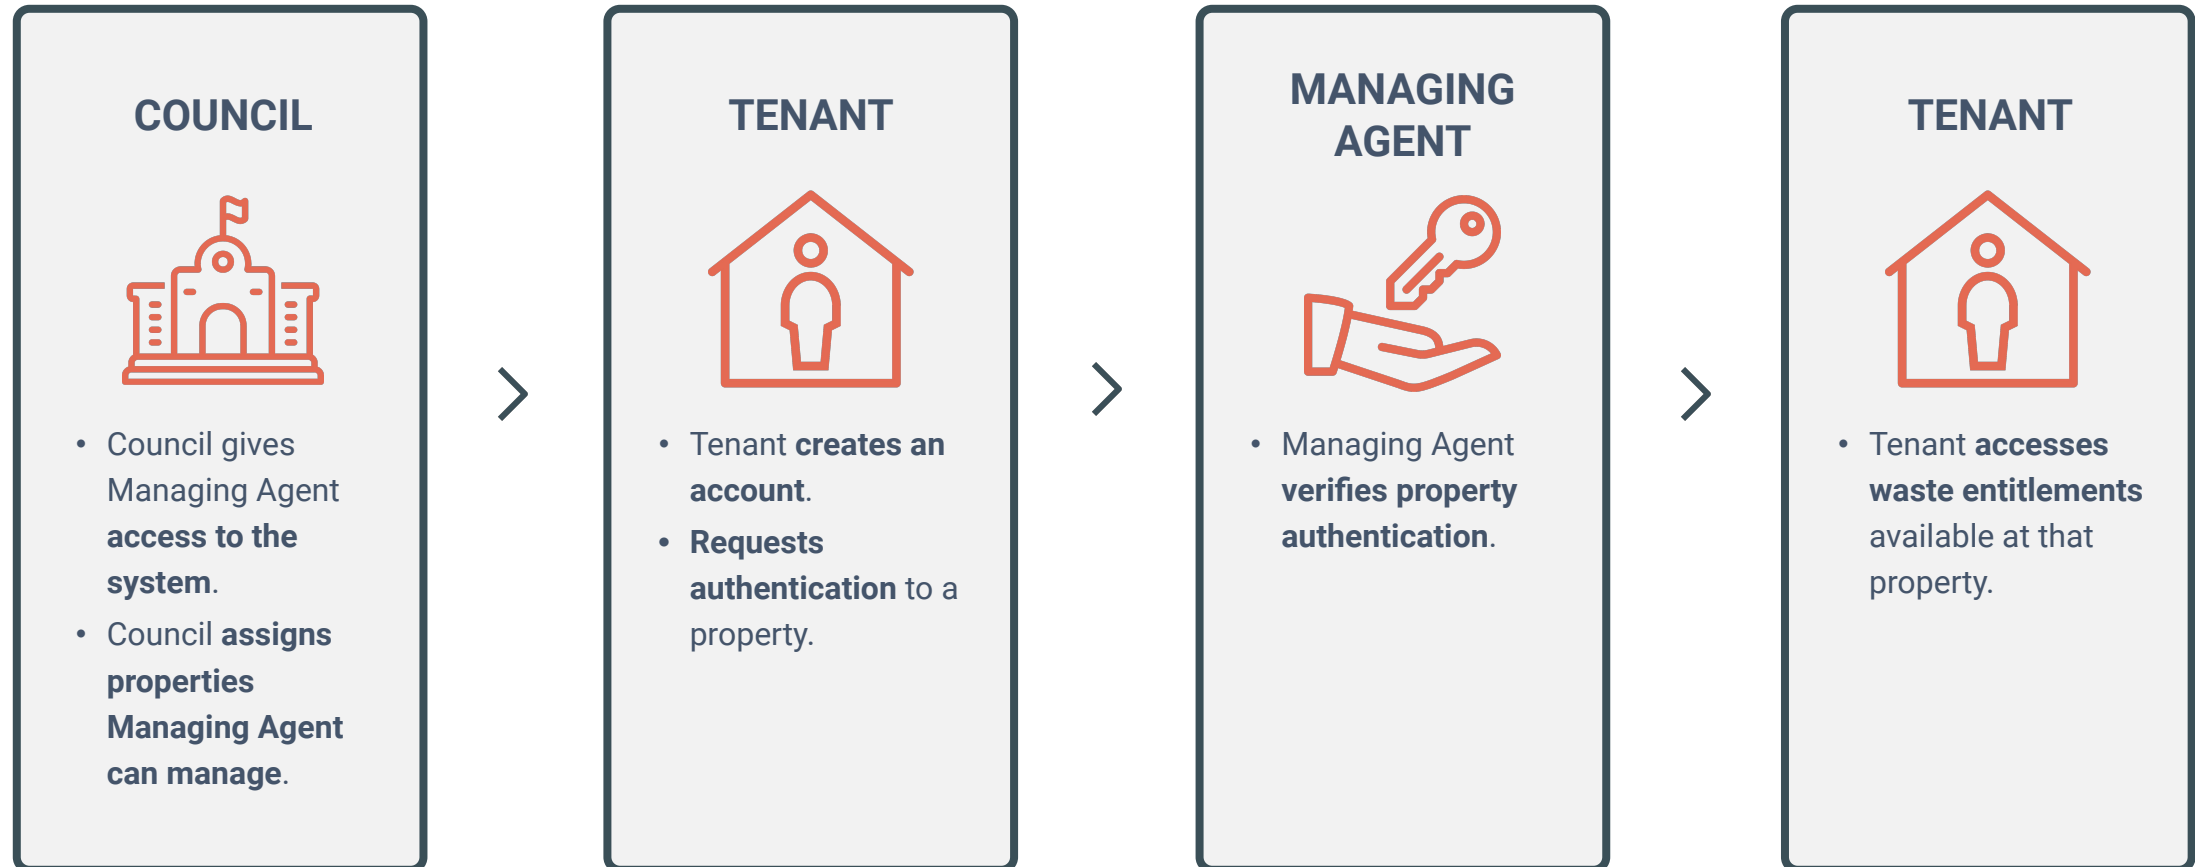 COUNCIL
• Council gives
Managing Agent
access to the
system.
• Council assigns
properties
Managing Agent
can manage.
TENANT
• Tenant creates an
account.
• Requests
authentication to a
property.
MANAGING
AGENT
• Managing Agent
verifies property
authentication.
TENANT
• Tenant accesses
waste entitlements
available at that
property.